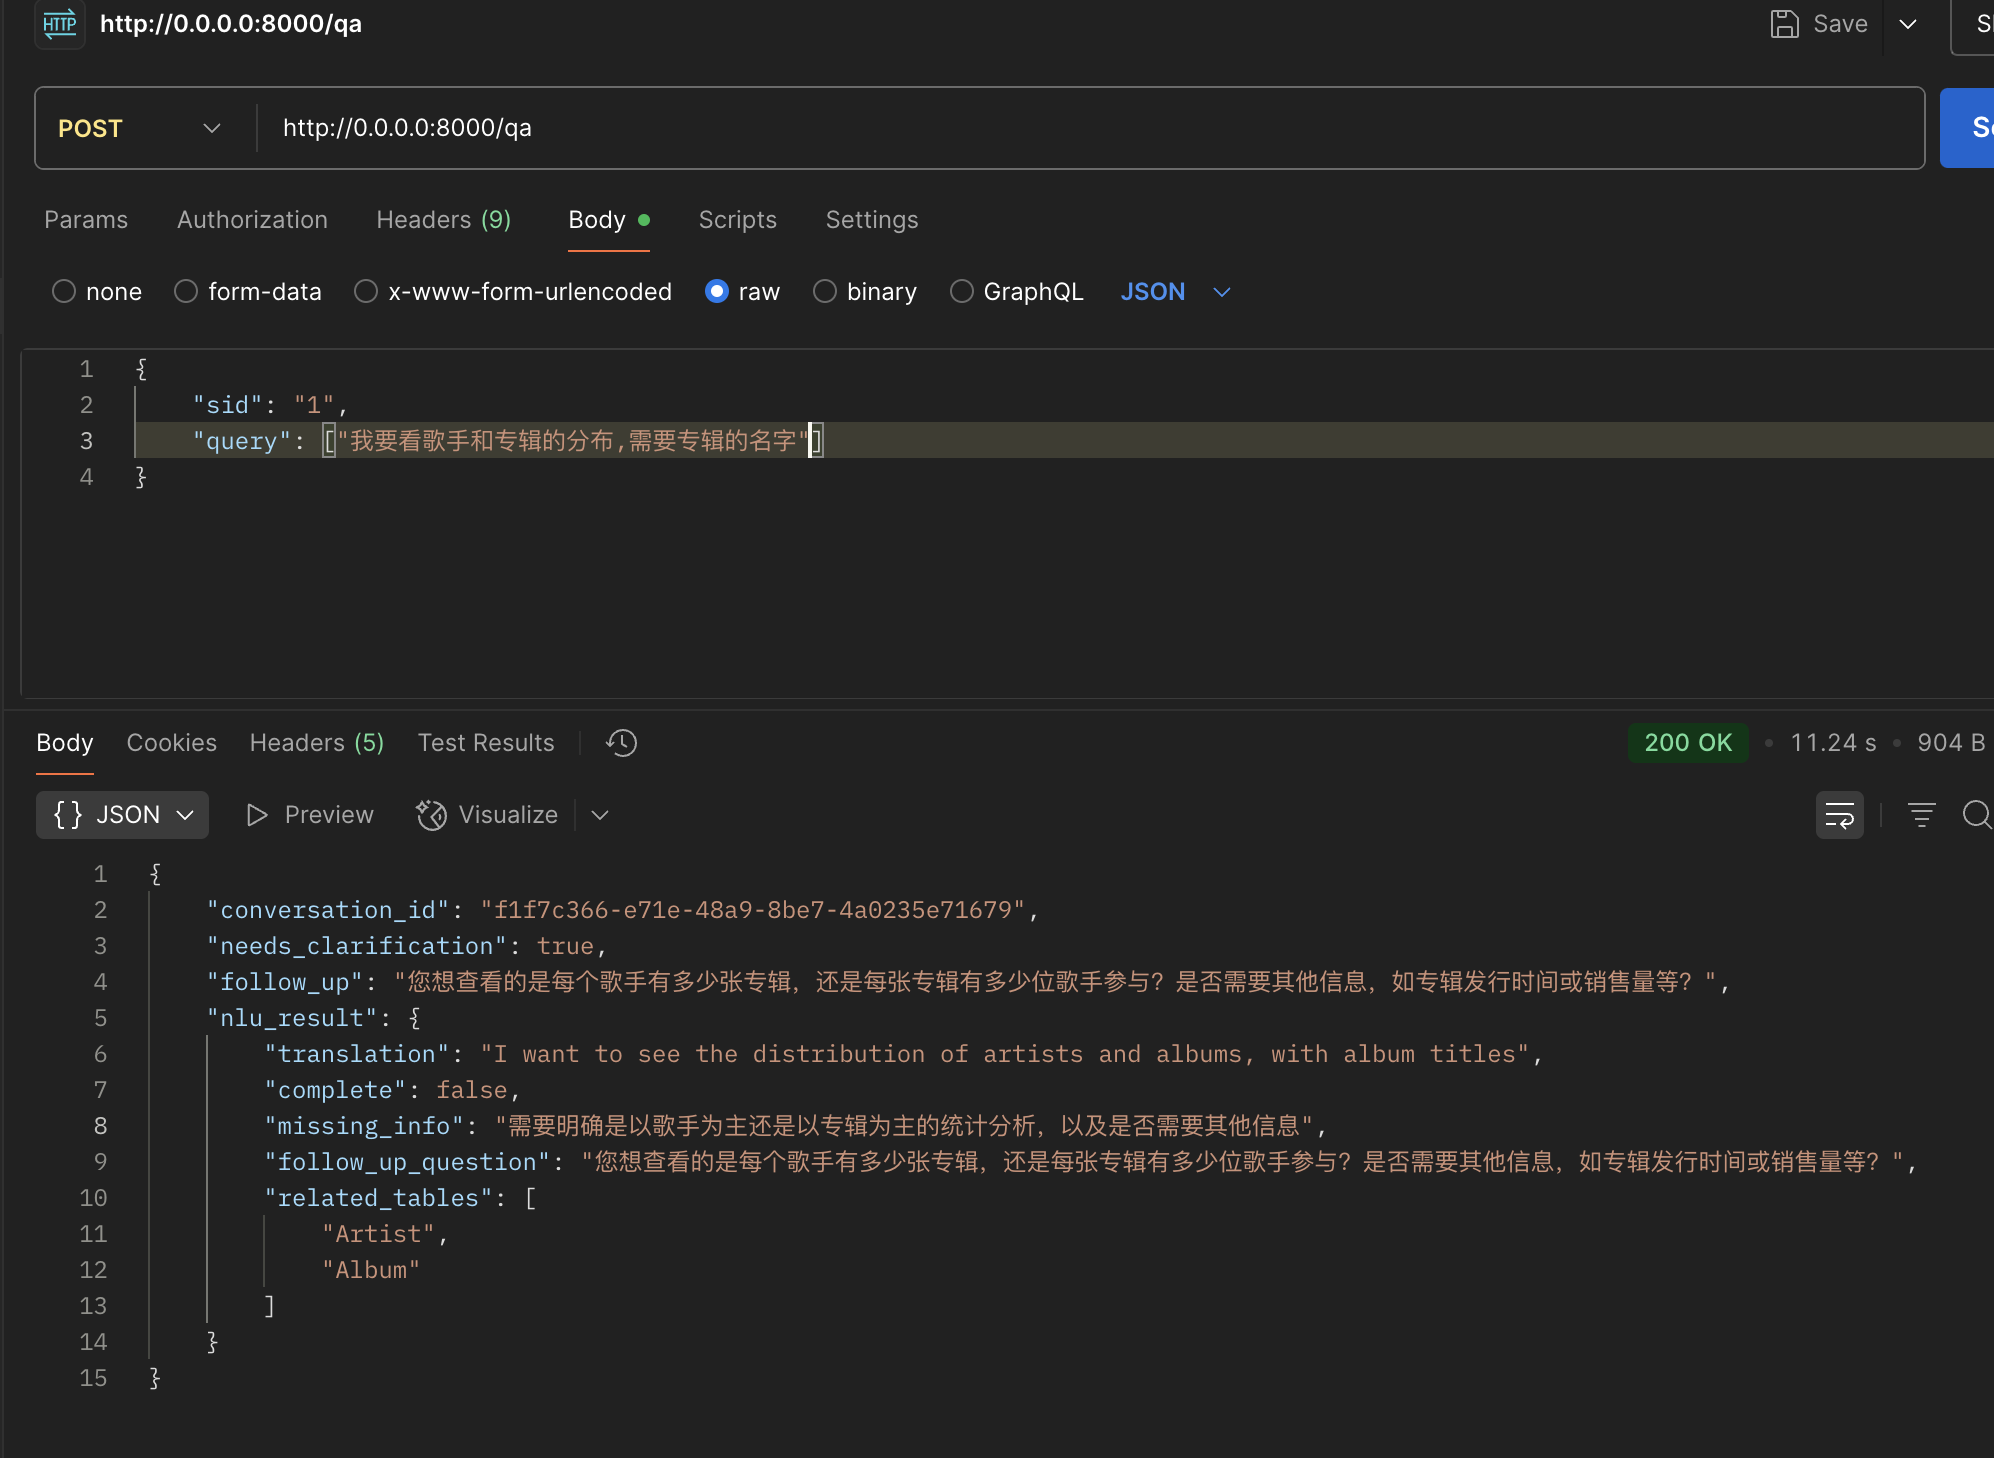 HTTP http://0.0.0.0:8000/qa Save
POST http://0.0.0.0:8000/qa
Params Authorization Headers (9) Body Scripts Settings
none form-data x-www-form-urlencoded raw binary GraphQL JSON
1 {
2 "sid": "1",
3 "query": ["我要看歌手和专辑的分布,需要专辑的名字"]
4 }
Body Cookies Headers (5) Test Results 200 OK • 11.24 s • 904 B
{} JSON Preview Visualize
1 {
2 "conversation_id": "f1f7c366-e71e-48a9-8be7-4a0235e71679",
3 "needs_clarification": true,
4 "follow_up": "您想查看的是每个歌手有多少张专辑，还是每张专辑有多少位歌手参与？是否需要其他信息，如专辑发行时间或销售量等？",
5 "nlu_result": {
6 "translation": "I want to see the distribution of artists and albums, with album titles",
7 "complete": false,
8 "missing_info": "需要明确是以歌手为主还是以专辑为主的统计分析，以及是否需要其他信息",
9 "follow_up_question": "您想查看的是每个歌手有多少张专辑，还是每张专辑有多少位歌手参与？是否需要其他信息，如专辑发行时间或销售量等？",
10 "related_tables": [
11 "Artist",
12 "Album"
13 ]
14 }
15 }